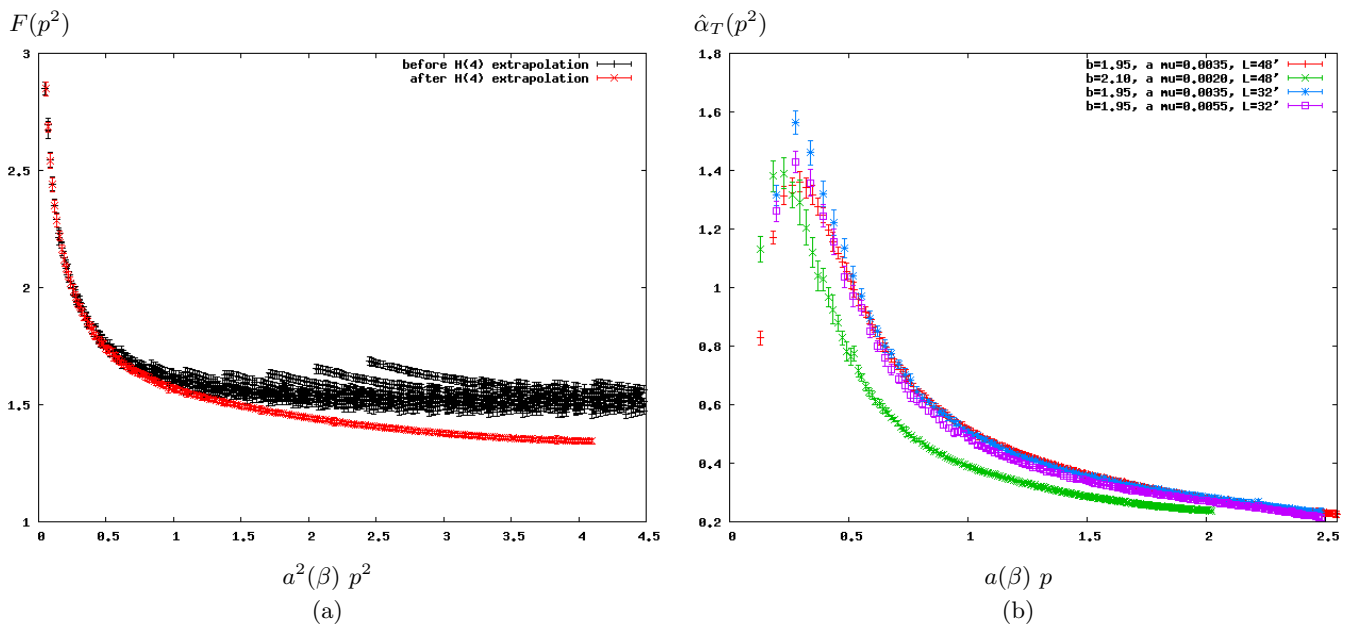 F(p²)
3
2.5
2
1.5
1
0 0.5 1 1.5 2 2.5 3 3.5 4 4.5
before H(4) extrapolation
after H(4) extrapolation
a²(β) p²
(a)
α̂_T(p²)
1.8
1.6
1.4
1.2
1
0.8
0.6
0.4
0.2
0 0.5 1 1.5 2 2.5
b=1.95, a mu=0.0035, L=48'
b=2.10, a mu=0.0020, L=48'
b=1.95, a mu=0.0035, L=32'
b=1.95, a mu=0.0055, L=32'
a(β) p
(b)